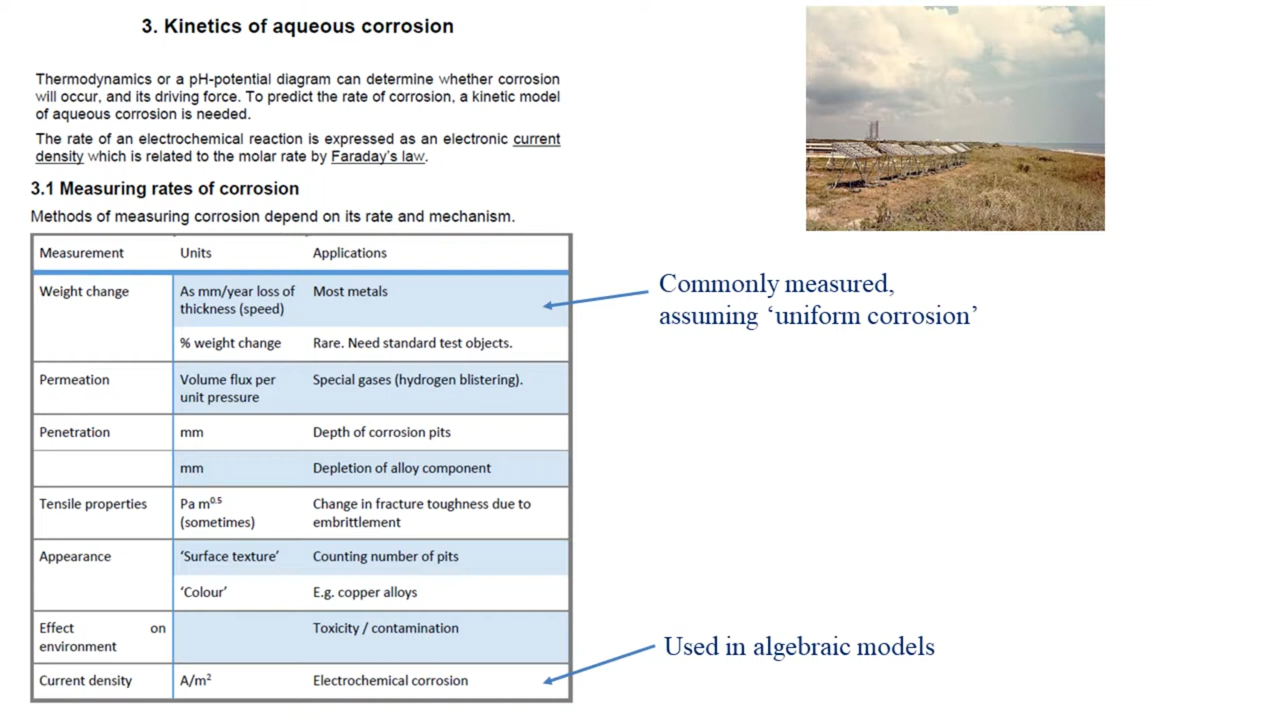 3. Kinetics of aqueous corrosion
Thermodynamics or a pH-potential diagram can determine whether corrosion
will occur, and its driving force. To predict the rate of corrosion, a kinetic model
of aqueous corrosion is needed.
The rate of an electrochemical reaction is expressed as an electronic current
density which is related to the molar rate by Faraday's law.
3.1 Measuring rates of corrosion
Methods of measuring corrosion depend on its rate and mechanism.
Measurement Units Applications
Weight change As mm/year loss of Most metals
thickness (speed)
% weight change Rare. Need standard test objects.
Permeation Volume flux per Special gases (hydrogen blistering).
unit pressure
Penetration mm Depth of corrosion pits
mm Depletion of alloy component
Tensile properties Pa m0.5 Change in fracture toughness due to
(sometimes) embrittlement
Appearance ‘Surface texture’ Counting number of pits
‘Colour’ E.g. copper alloys
Effect on Toxicity / contamination
environment
Current density A/m2 Electrochemical corrosion
Commonly measured,
assuming ‘uniform corrosion’
Used in algebraic models